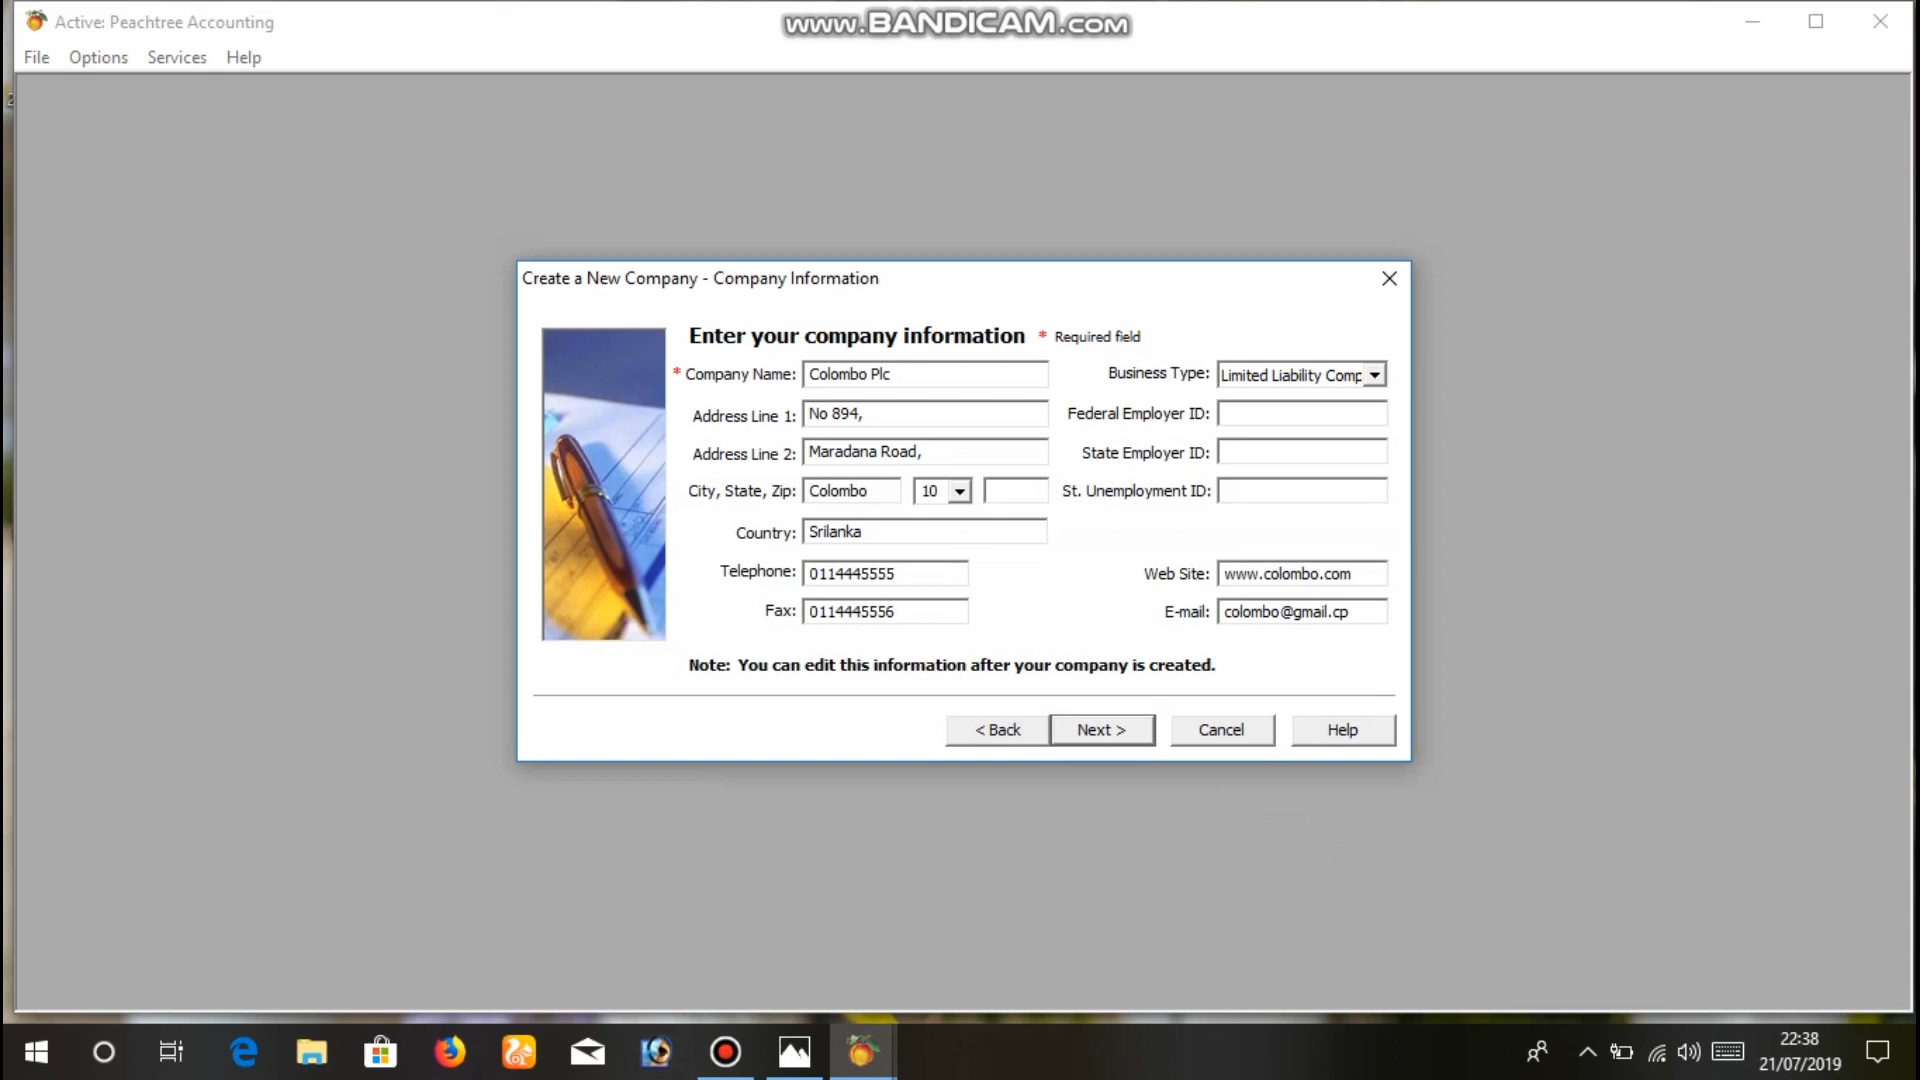 Active: Peachtree Accounting
www.BANDICAM.com
File Options Services Help
Create a New Company - Company Information
Enter your company information * Required field
* Company Name: Colombo Plc
Business Type: Limited Liability Comp
Address Line 1: No 894,
Federal Employer ID:
Address Line 2: Maradana Road,
State Employer ID:
City, State, Zip: Colombo 10
St. Unemployment ID:
Country: Srilanka
Telephone: 0114445555
Web Site: www.colombo.com
Fax: 0114445556
E-mail: colombo@gmail.cp
Note: You can edit this information after your company is created.
< Back Next > Cancel Help
22:38
21/07/2019